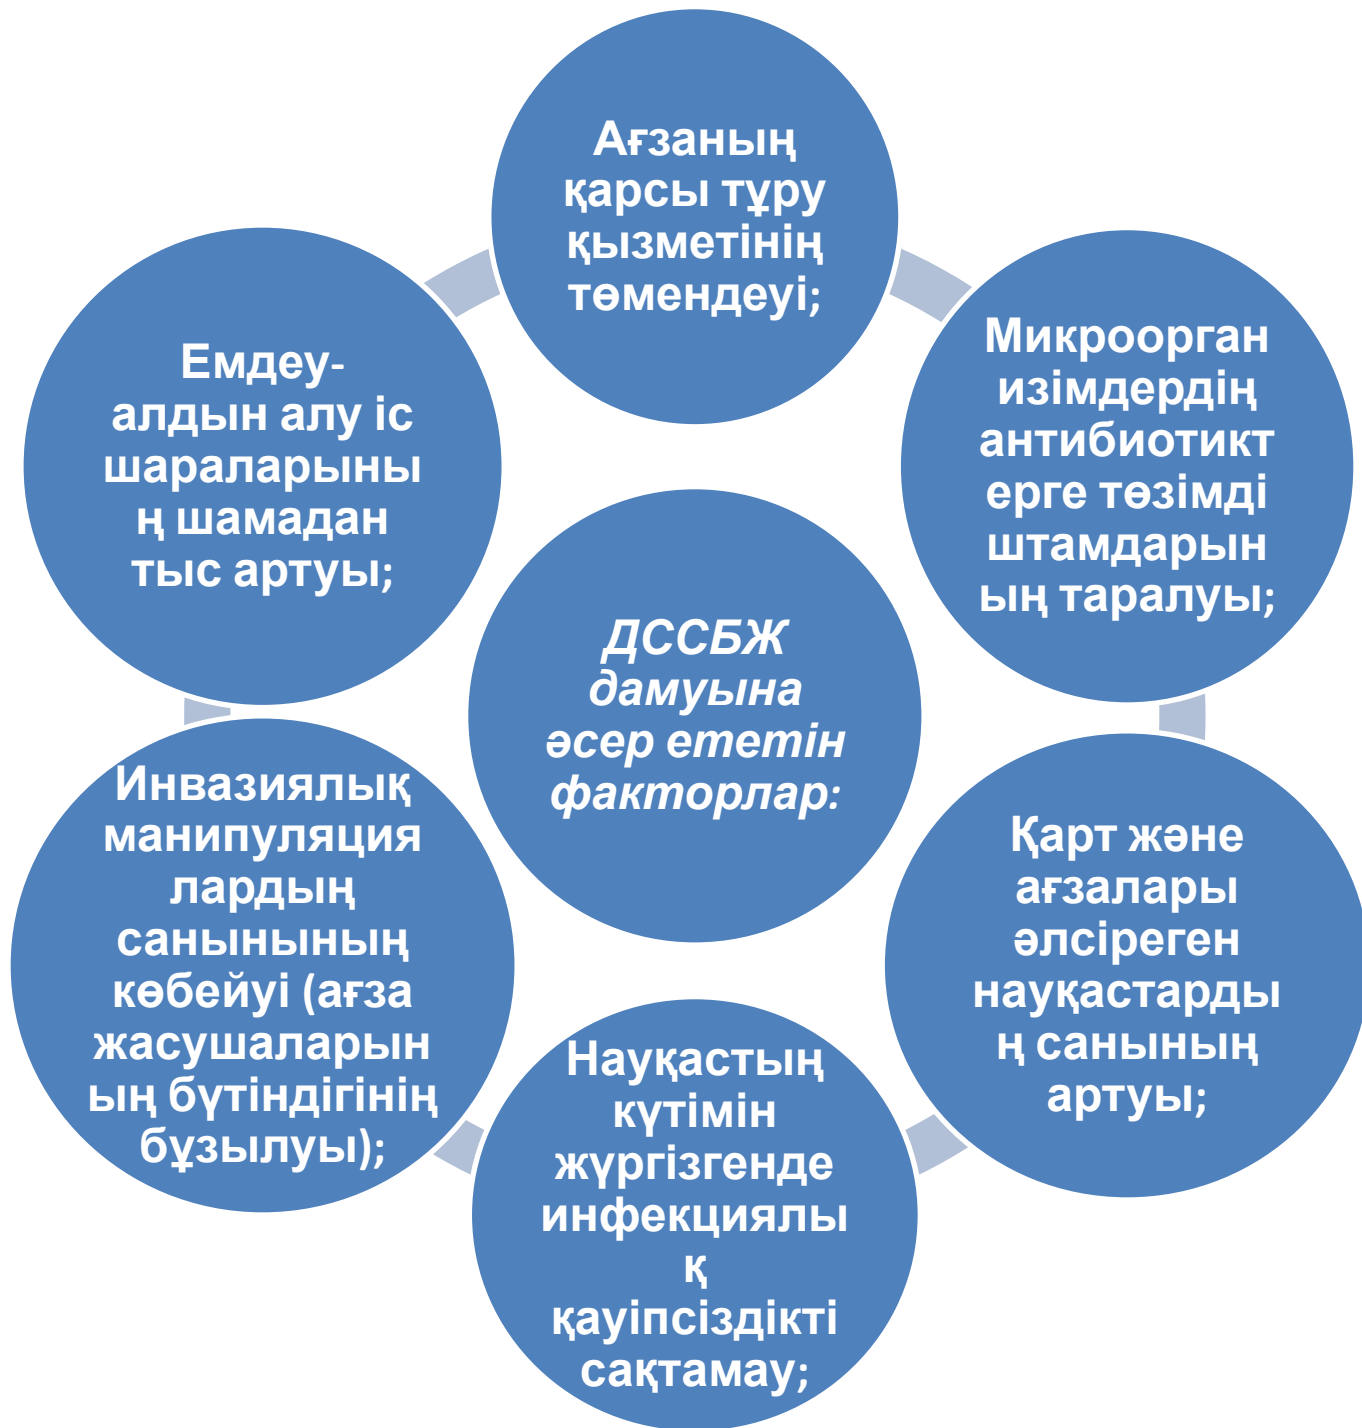 Ағзаның
қарсы тұру
қызметінің
төмендеуі;
Микроорган
изімдердің
антибиотикт
ерге төзімді
штамдарын
ың таралуы;
Қарт және
ағзалары
әлсіреген
науқастарды
ң санының
артуы;
Науқастың
күтімін
жүргізгенде
инфекциялы
қ
қауіпсіздікті
сақтамау;
Инвазиялық
манипуляция
лардың
санынының
көбейуі (ағза
жасушаларын
ың бүтіндігінің
бұзылуы);
Емдеу-
алдын алу іс
шараларыны
ң шамадан
тыс артуы;
ДССБЖ
дамуына
әсер ететін
факторлар: